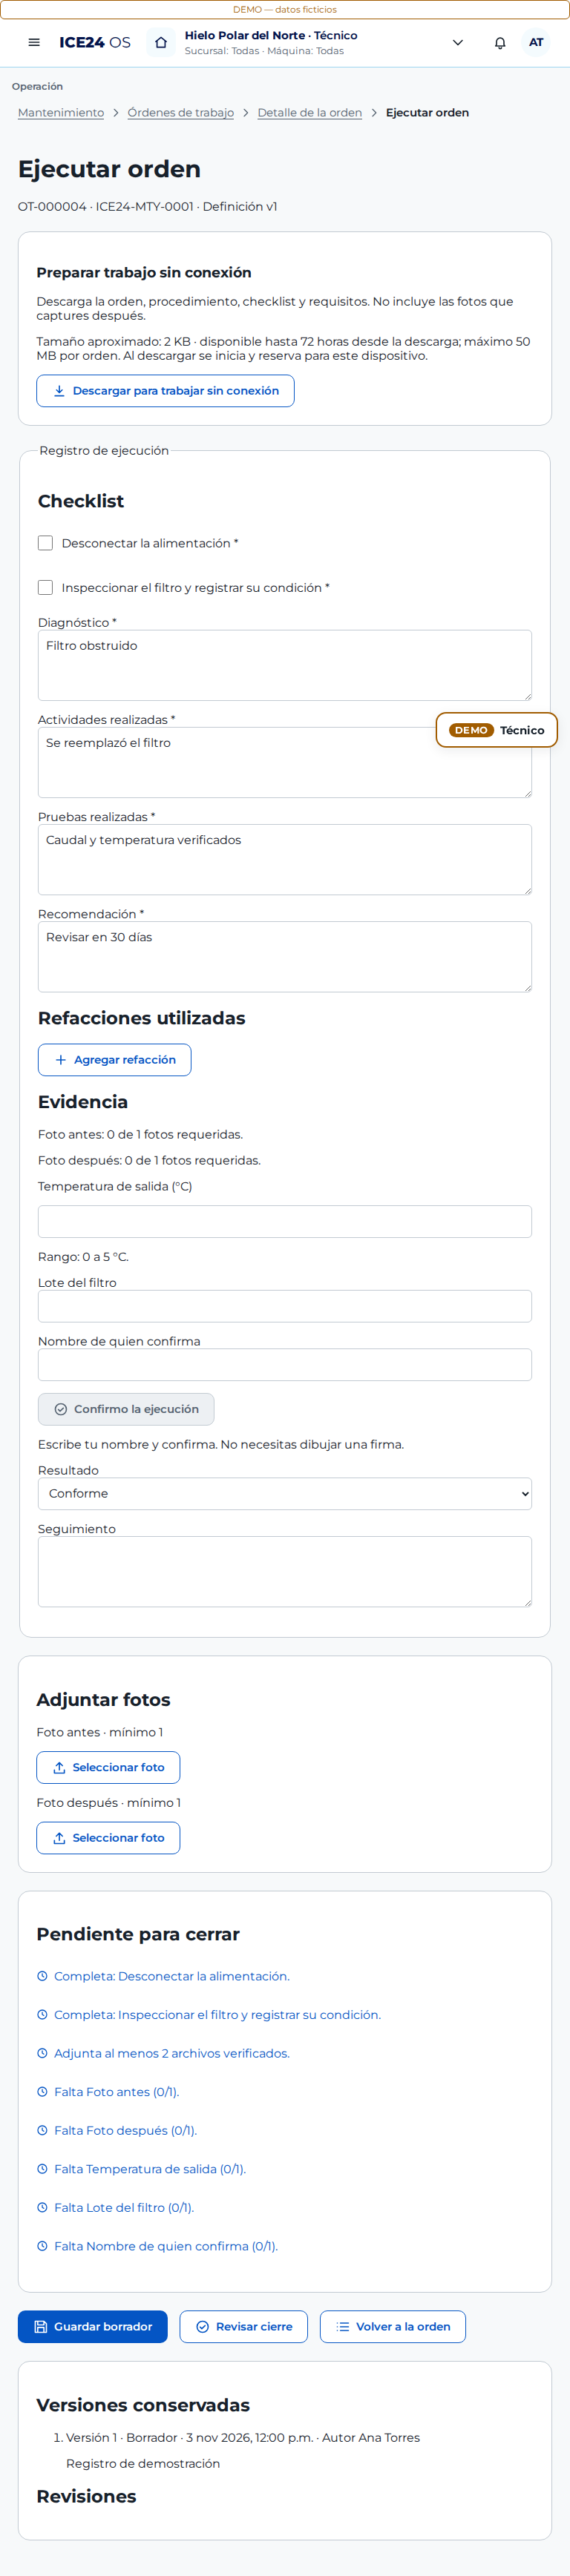 DEMO — datos ficticios
ICE24 OS
Hielo Polar del Norte · Técnico
Sucursal: Todas · Máquina: Todas
AT
Operación
Mantenimiento > Órdenes de trabajo > Detalle de la orden > Ejecutar orden
Ejecutar orden
OT-000004 · ICE24-MTY-0001 · Definición v1
Preparar trabajo sin conexión
Descarga la orden, procedimiento, checklist y requisitos. No incluye las fotos que
captures después.
Tamaño aproximado: 2 KB · disponible hasta 72 horas desde la descarga; máximo 50
MB por orden. Al descargar se inicia y reserva para este dispositivo.
Descargar para trabajar sin conexión
Registro de ejecución
Checklist
Desconectar la alimentación *
Inspeccionar el filtro y registrar su condición *
Diagnóstico *
Filtro obstruido
Actividades realizadas *
DEMO Técnico
Se reemplazó el filtro
Pruebas realizadas *
Caudal y temperatura verificados
Recomendación *
Revisar en 30 días
Refacciones utilizadas
Agregar refacción
Evidencia
Foto antes: 0 de 1 fotos requeridas.
Foto después: 0 de 1 fotos requeridas.
Temperatura de salida (°C)
Rango: 0 a 5 °C.
Lote del filtro
Nombre de quien confirma
Confirmo la ejecución
Escribe tu nombre y confirma. No necesitas dibujar una firma.
Resultado
Conforme
Seguimiento
Adjuntar fotos
Foto antes · mínimo 1
Seleccionar foto
Foto después · mínimo 1
Seleccionar foto
Pendiente para cerrar
Completa: Desconectar la alimentación.
Completa: Inspeccionar el filtro y registrar su condición.
Adjunta al menos 2 archivos verificados.
Falta Foto antes (0/1).
Falta Foto después (0/1).
Falta Temperatura de salida (0/1).
Falta Lote del filtro (0/1).
Falta Nombre de quien confirma (0/1).
Guardar borrador
Revisar cierre
Volver a la orden
Versiones conservadas
1. Versión 1 · Borrador · 3 nov 2026, 12:00 p.m. · Autor Ana Torres
Registro de demostración
Revisiones